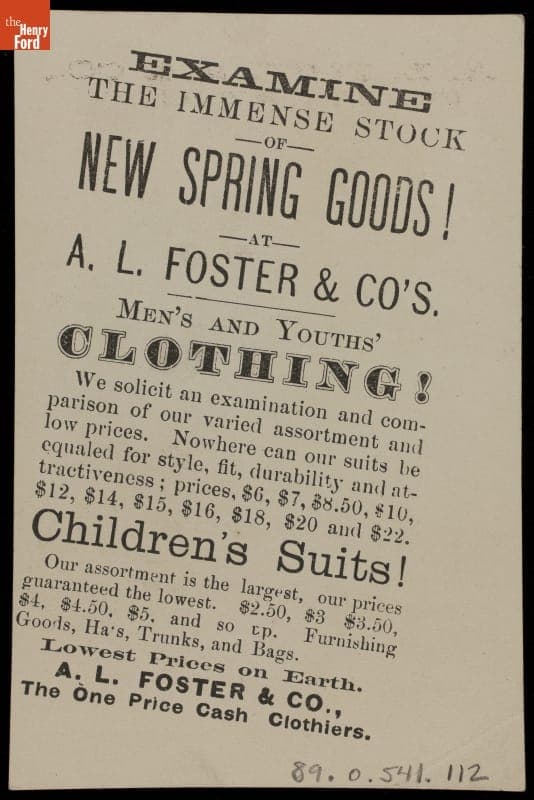 the
Henry
Ford
EXAMINE
THE IMMENSE STOCK
—OF—
NEW SPRING GOODS!
—AT—
A. L. FOSTER & CO'S.
MEN'S AND YOUTHS'
CLOTHING!
We solicit an examination and com-
parison of our varied assortment and
low prices. Nowhere can our suits be
equaled for style, fit, durability and at-
tractiveness; prices, $6, $7, $8.50, $10,
$12, $14, $15, $16, $18, $20 and $22.
Children's Suits!
Our assortment is the largest, our prices
guaranteed the lowest. $2.50, $3 $3.50,
$4, $4.50, $5, and so up. Furnishing
Goods, Ha's, Trunks, and Bags.
Lowest Prices on Earth.
A. L. FOSTER & CO.,
The One Price Cash Clothiers.
89.0.541.112